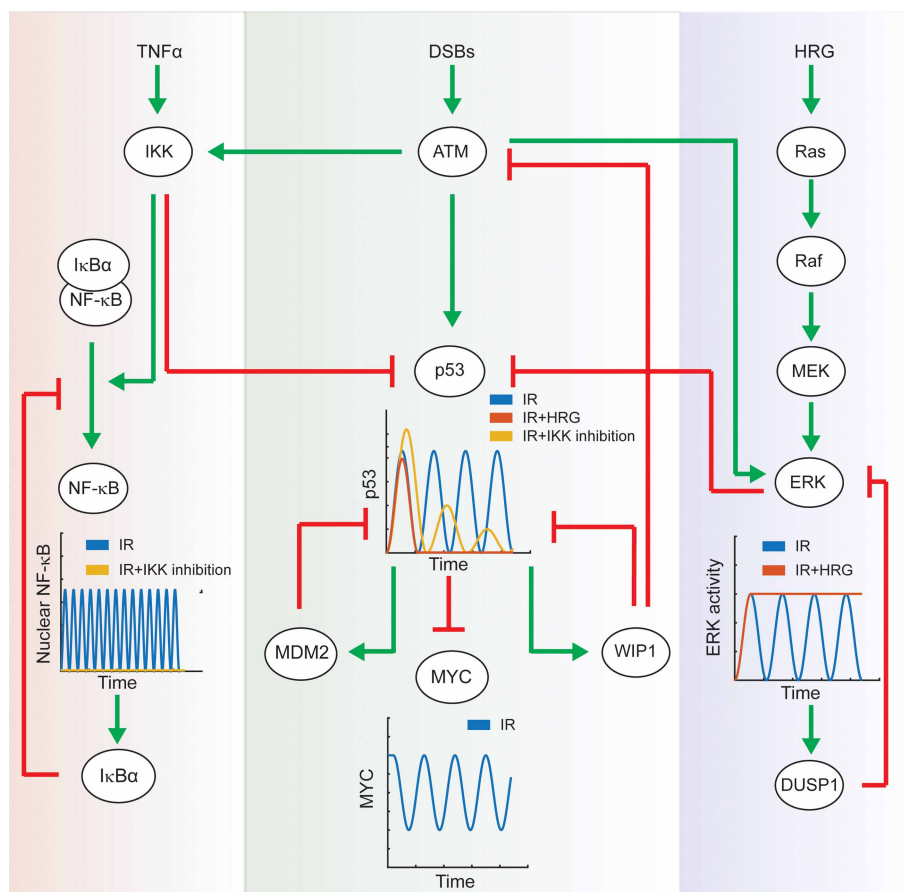 TNFα
DSBs
HRG
IKK
ATM
Ras
IκBα
NF-κB
Raf
p53
MEK
IR
IR+HRG
IR+IKK inhibition
p53
Time
NF-κB
ERK
IR
IR+IKK inhibition
Nuclear NF-κB
Time
IR
IR+HRG
ERK activity
Time
MDM2
MYC
WIP1
IR
MYC
Time
IκBα
DUSP1